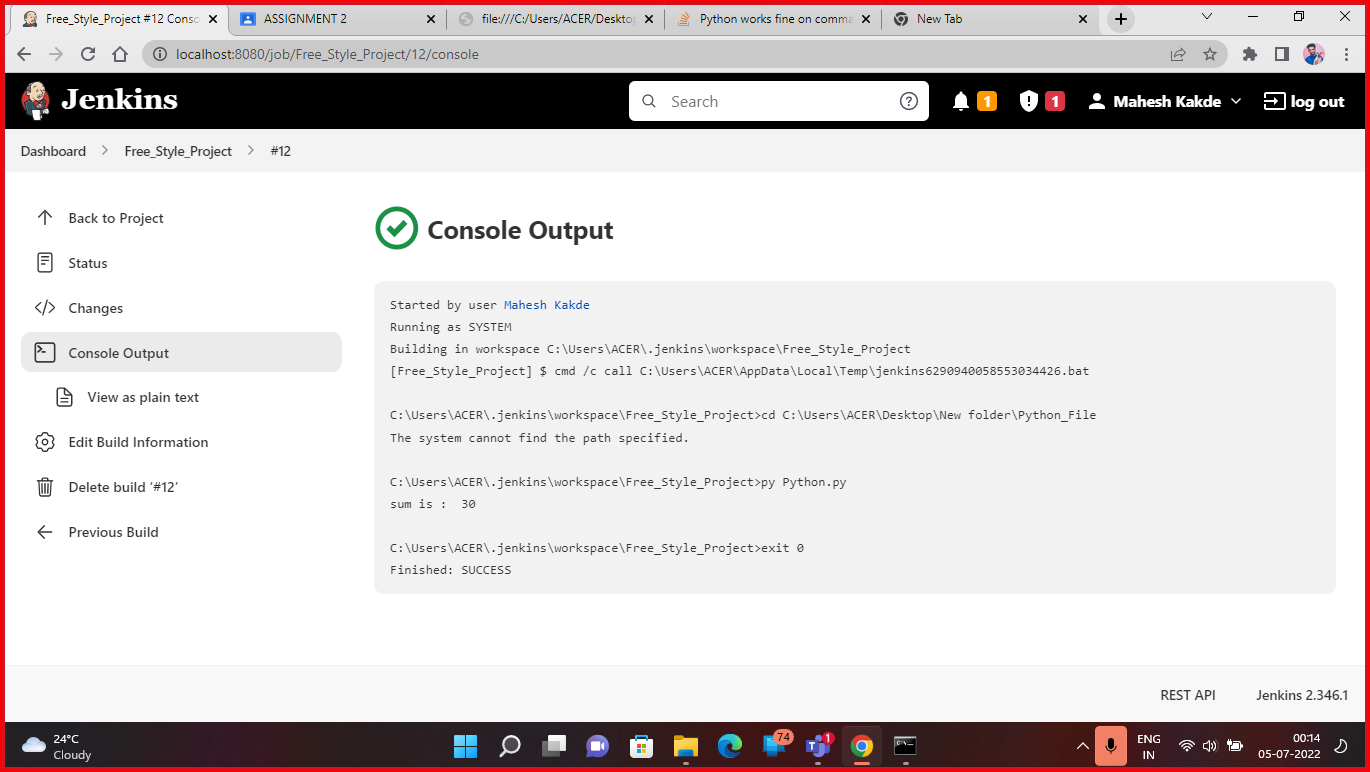 Free_Style_Project #12 Conso
ASSIGNMENT 2
file:///C:/Users/ACER/Deskto
Python works fine on comma
New Tab
localhost:8080/job/Free_Style_Project/12/console
Jenkins
Search
1
1
Mahesh Kakde
log out
Dashboard > Free_Style_Project > #12
Back to Project
Status
Changes
Console Output
View as plain text
Edit Build Information
Delete build ‘#12’
Previous Build
Console Output
Started by user Mahesh Kakde
Running as SYSTEM
Building in workspace C:\Users\ACER\.jenkins\workspace\Free_Style_Project
[Free_Style_Project] $ cmd /c call C:\Users\ACER\AppData\Local\Temp\jenkins6290940058553034426.bat
C:\Users\ACER\.jenkins\workspace\Free_Style_Project>cd C:\Users\ACER\Desktop\New folder\Python_File
The system cannot find the path specified.
C:\Users\ACER\.jenkins\workspace\Free_Style_Project>py Python.py
sum is :  30
C:\Users\ACER\.jenkins\workspace\Free_Style_Project>exit 0
Finished: SUCCESS
REST API
Jenkins 2.346.1
24°C
Cloudy
74
1
ENG
IN
00:14
05-07-2022